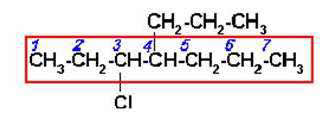 CH₂-CH₂-CH₃
1 2 3 4 5 6 7
CH₃-CH₂-CH-CH-CH₂-CH₂-CH₃
Cl